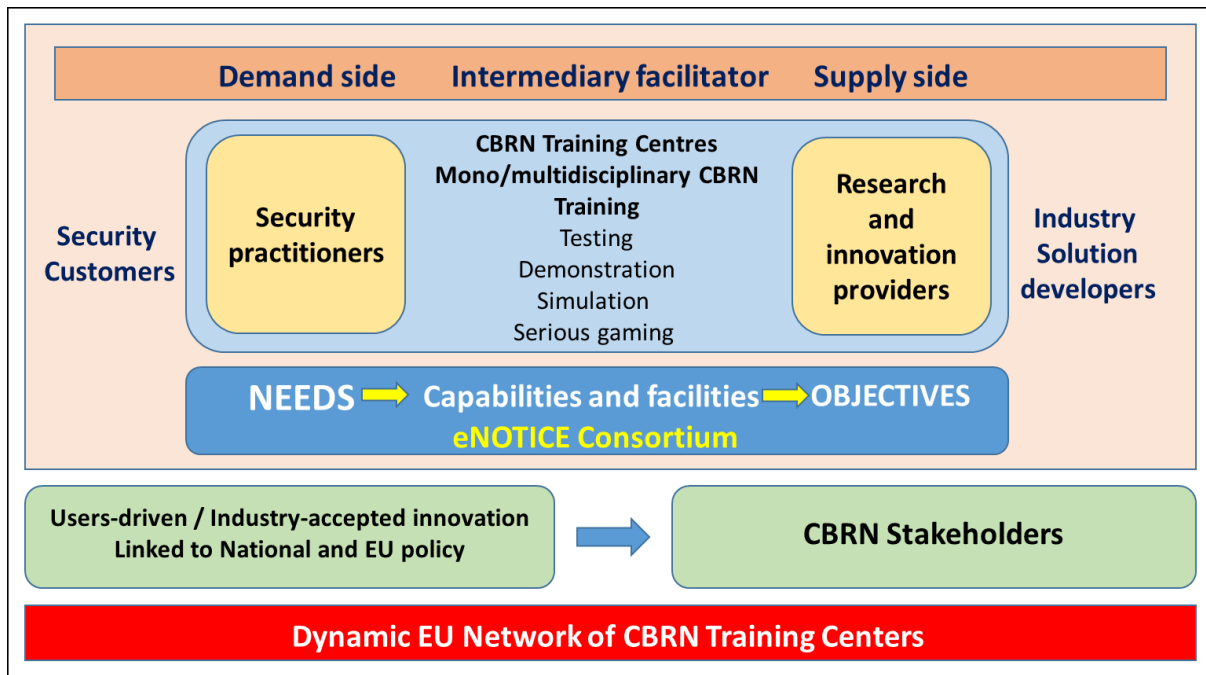 Demand side Intermediary facilitator Supply side
Security
Customers
Security
practitioners
CBRN Training Centres
Mono/multidisciplinary CBRN
Training
Testing
Demonstration
Simulation
Serious gaming
Research
and
innovation
providers
Industry
Solution
developers
NEEDS Capabilities and facilities OBJECTIVES
eNOTICE Consortium
Users-driven / Industry-accepted innovation
Linked to National and EU policy
CBRN Stakeholders
Dynamic EU Network of CBRN Training Centers